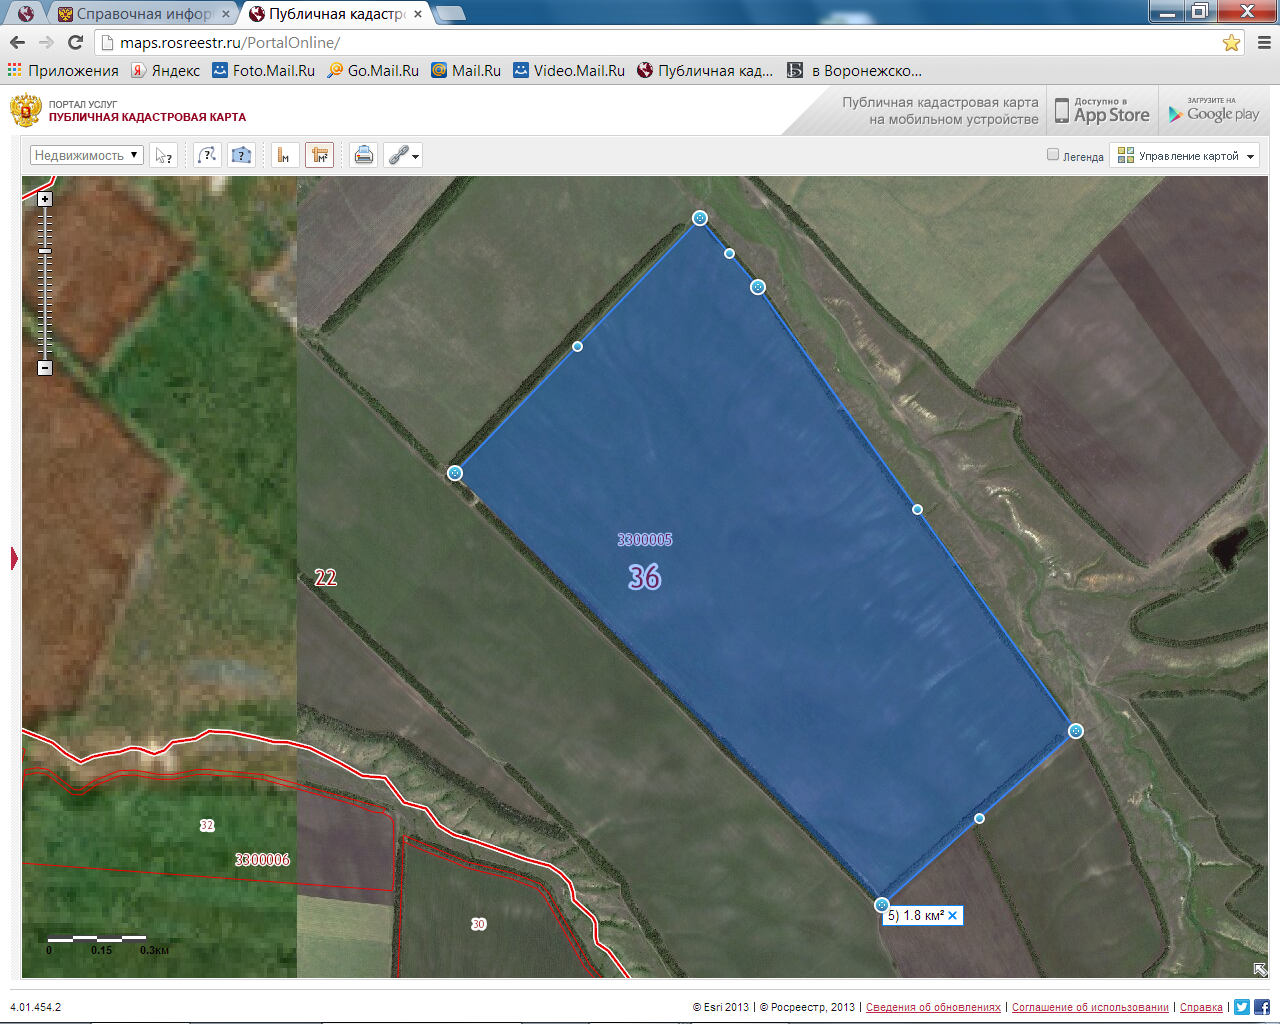 Справочная инфор
Публичная кадастро
maps.rosreestr.ru/PortalOnline/
Приложения
Яндекс
Foto.Mail.Ru
Go.Mail.Ru
Mail.Ru
Video.Mail.Ru
Публичная кад...
в Воронежско...
ПОРТАЛ УСЛУГ
ПУБЛИЧНАЯ КАДАСТРОВАЯ КАРТА
Публичная кадастровая карта
на мобильном устройстве
Доступно в
App Store
ЗАГРУЗИТЕ НА
Google play
Недвижимость
Легенда
Управление картой
3300005
36
22
32
3300006
30
5) 1.8 км²
0 0.15 0.3км
4.01.454.2
© Esri 2013 | © Росреестр, 2013 | Сведения об обновлениях | Соглашение об использовании | Справка |